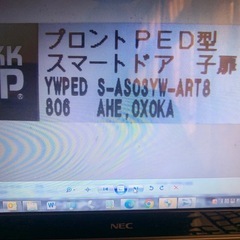 KK
プロントPED型
P®
スマートドア 子扉
YWPED S-AS03YW-ART8
806 AHE,OXOKA
NEC